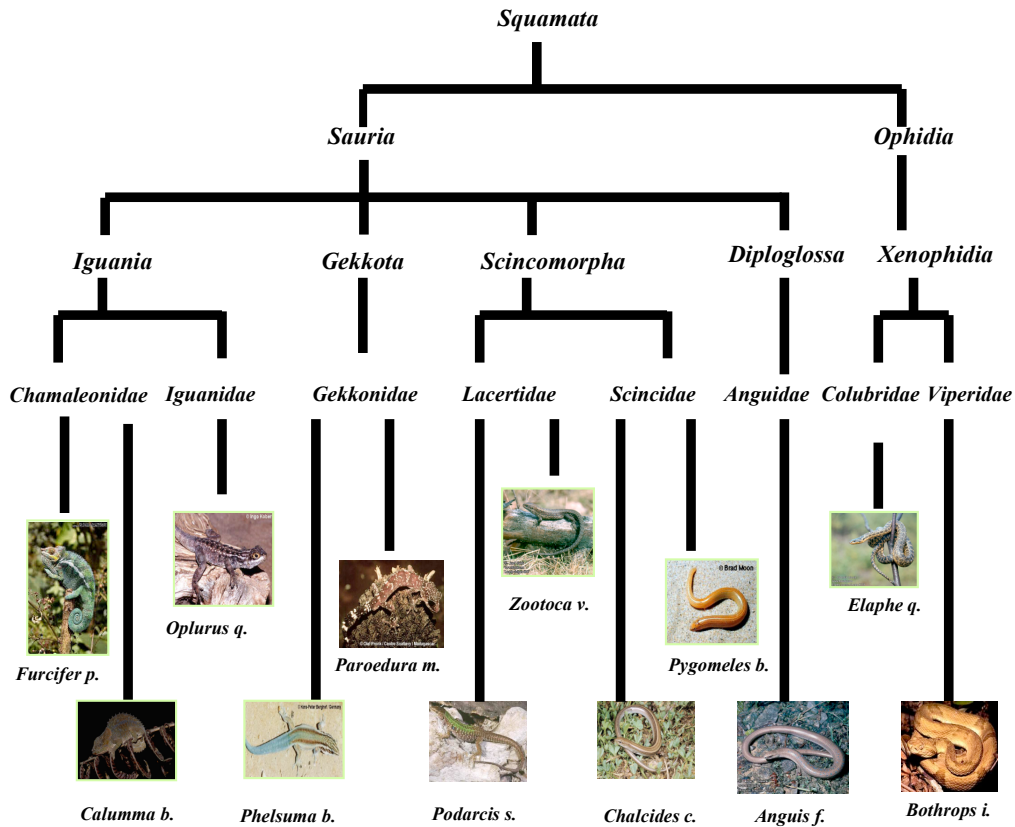 Squamata
Sauria
Ophidia
Iguania
Gekkota
Scincomorpha
Diploglossa
Xenophidia
Chamaleonidae
Iguanidae
Gekkonidae
Lacertidae
Scincidae
Anguidae
Colubridae
Viperidae
© Brad Moon
Zootoca v.
Elaphe q.
Oplurus q.
Paroedura m.
Pygomeles b.
Furcifer p.
Calumma b.
Phelsuma b.
Podarcis s.
Chalcides c.
Anguis f.
Bothrops i.